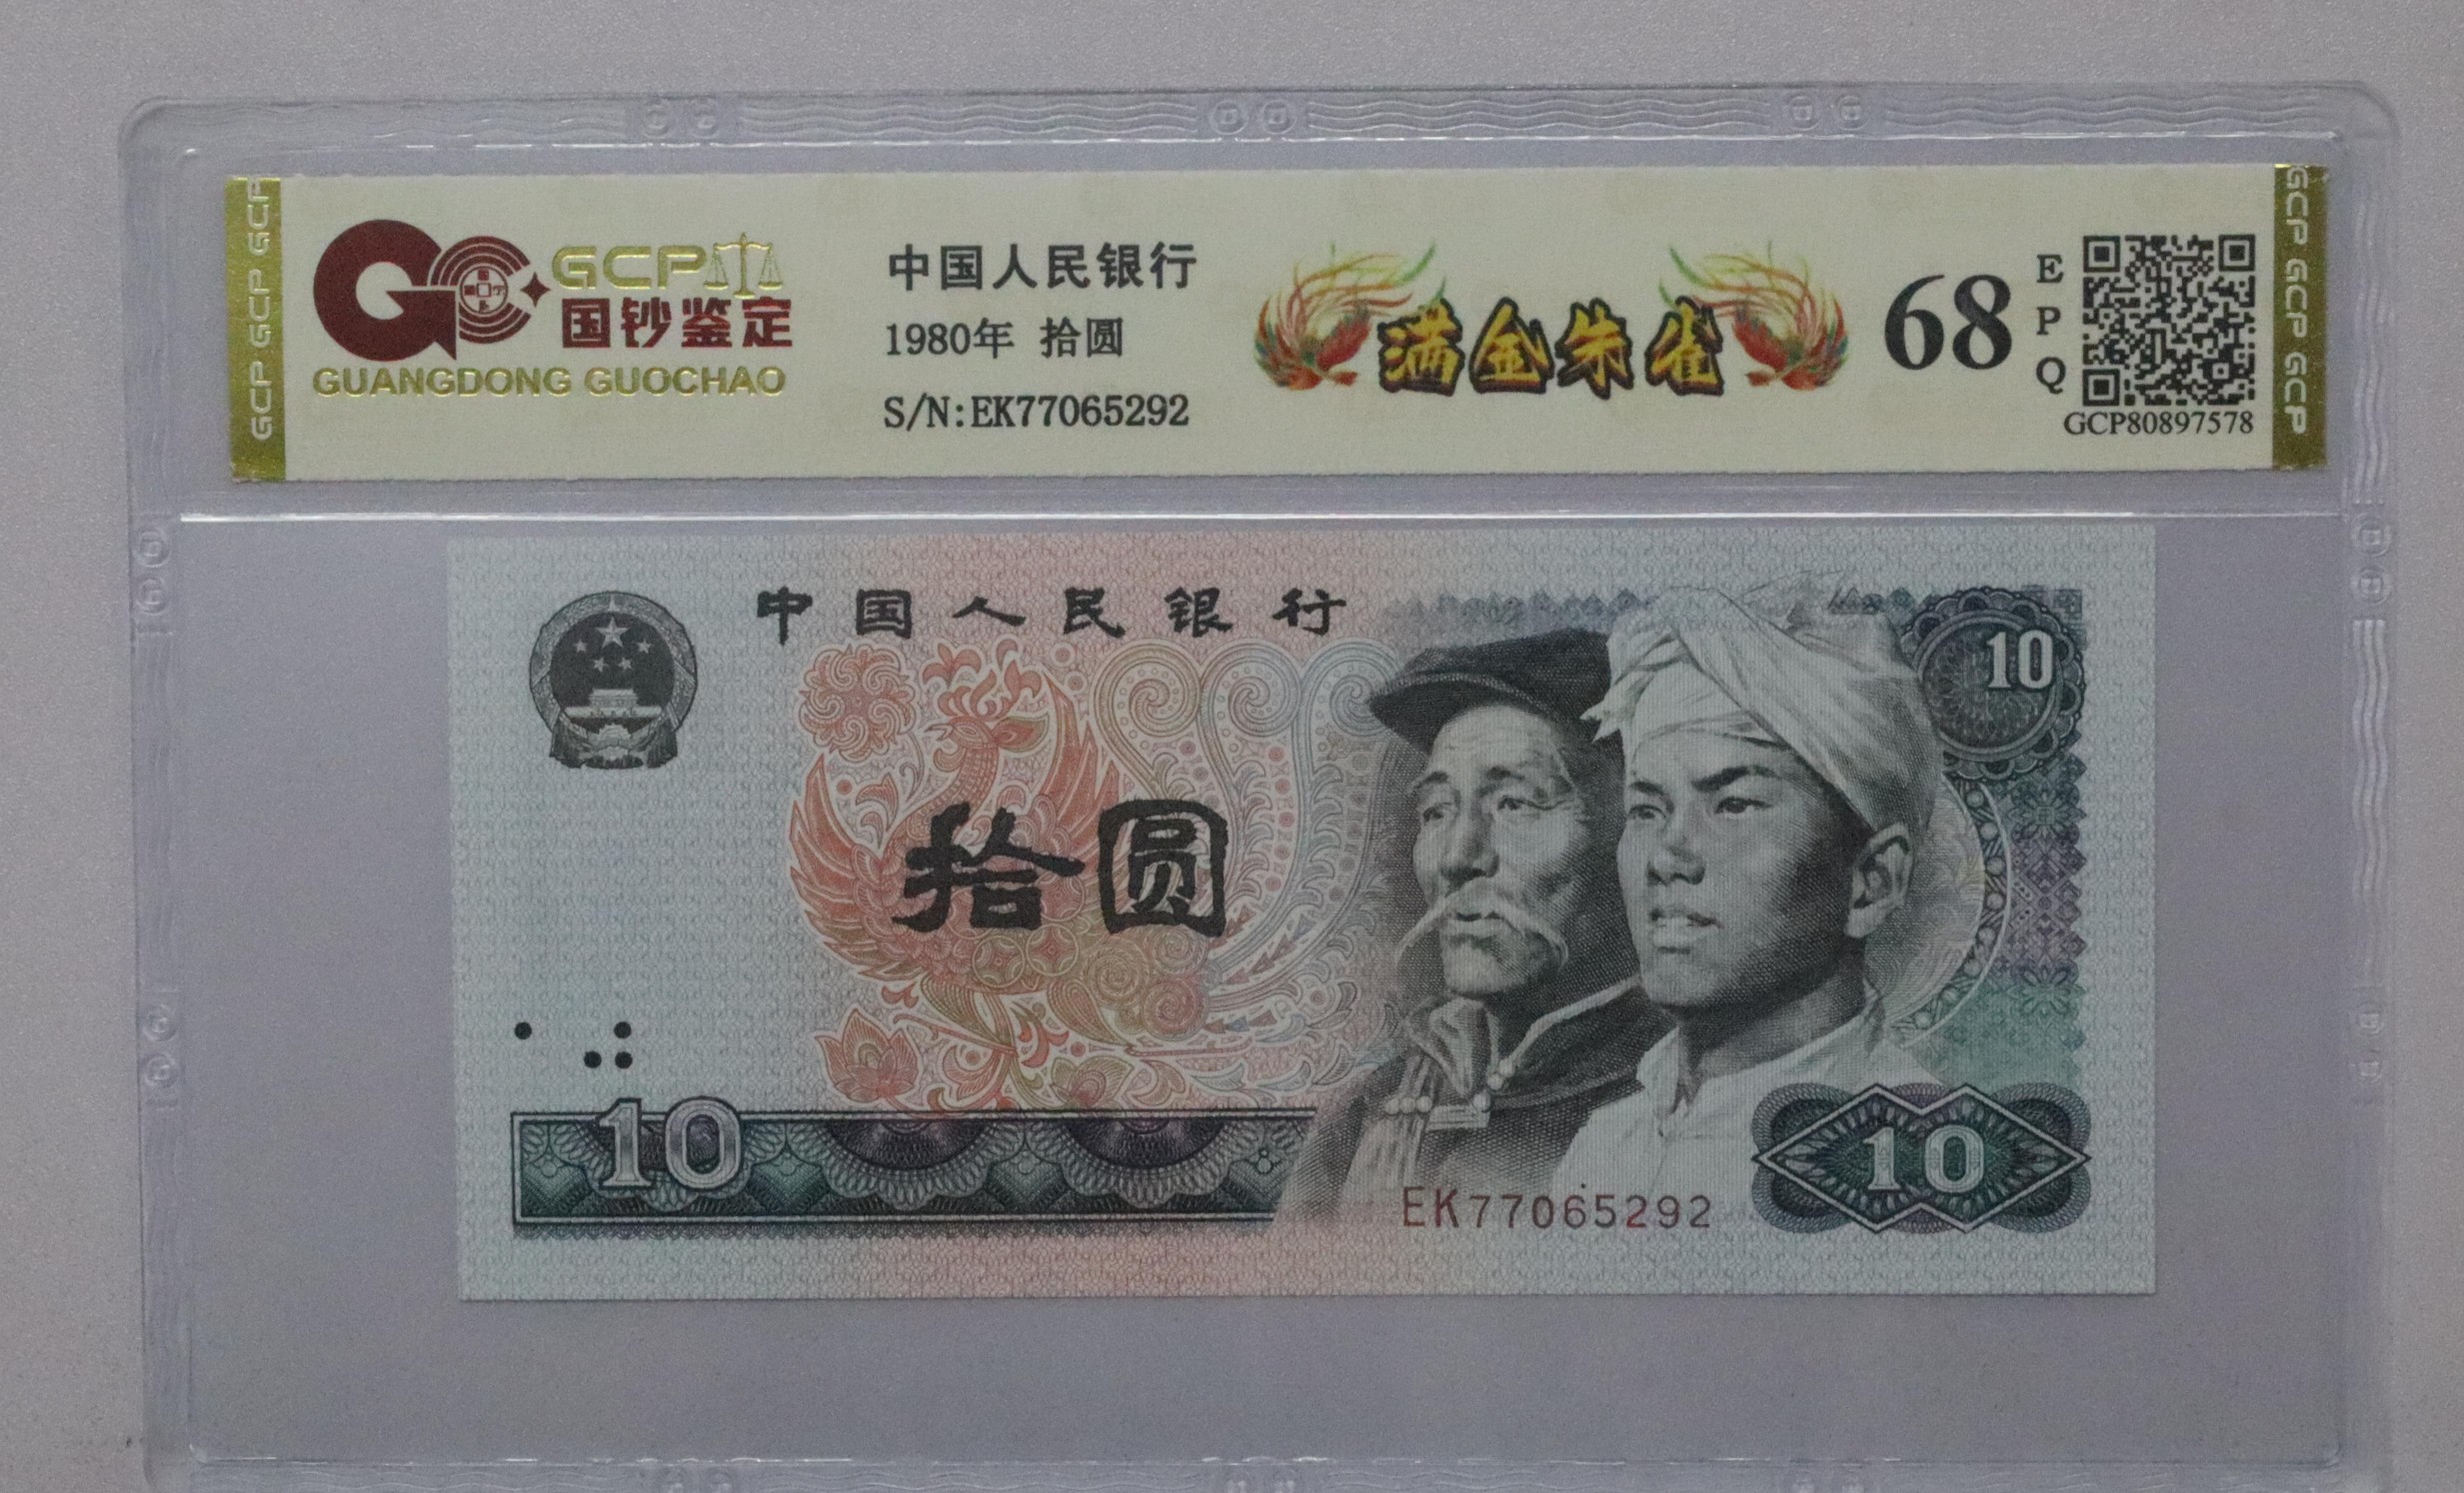 GCP GCP GCP
GCP
国钞鉴定
GUANGDONG GUOCHAO
中国人民银行
1980年 拾圆
S/N:EK77065292
满金朱雀
68
EPQ
GCP80897578
GCP GCP GCP
中国人民银行
10
拾圆
10
10
EK77065292